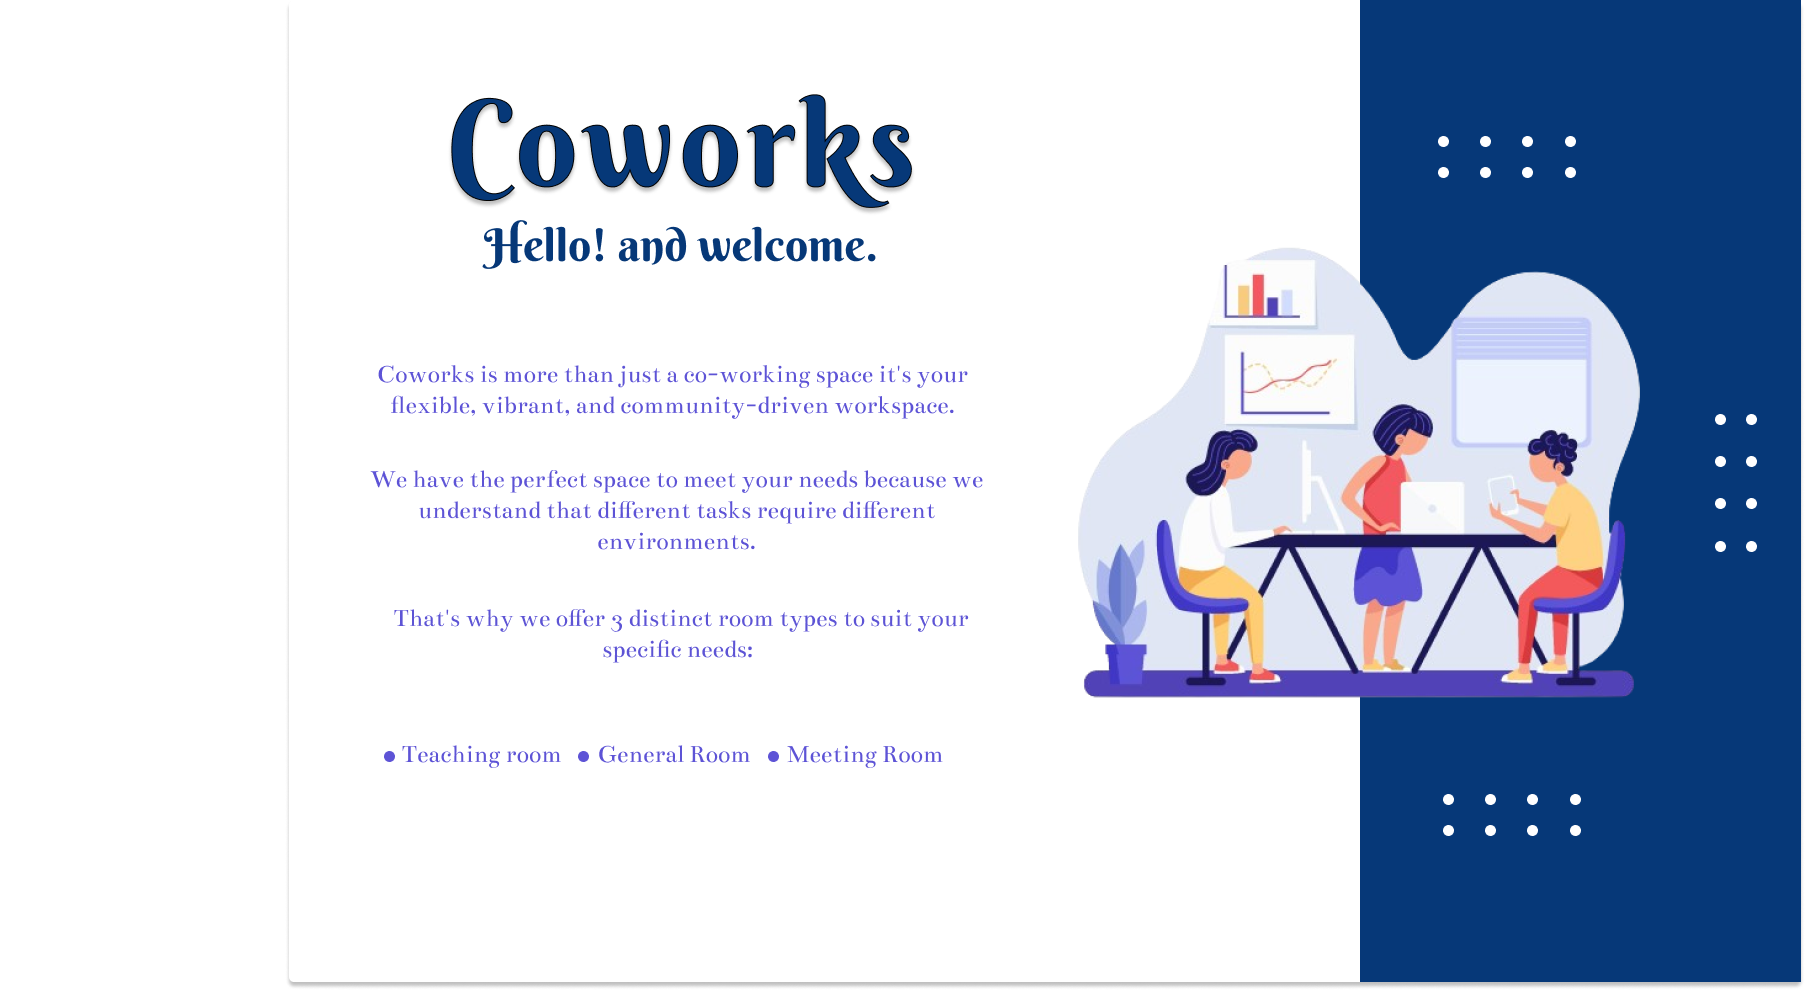 Coworks
Hello! and welcome.
Coworks is more than just a co-working space it's your
flexible, vibrant, and community-driven workspace.
We have the perfect space to meet your needs because we
understand that different tasks require different
environments.
That's why we offer 3 distinct room types to suit your
specific needs:
● Teaching room ● General Room ● Meeting Room